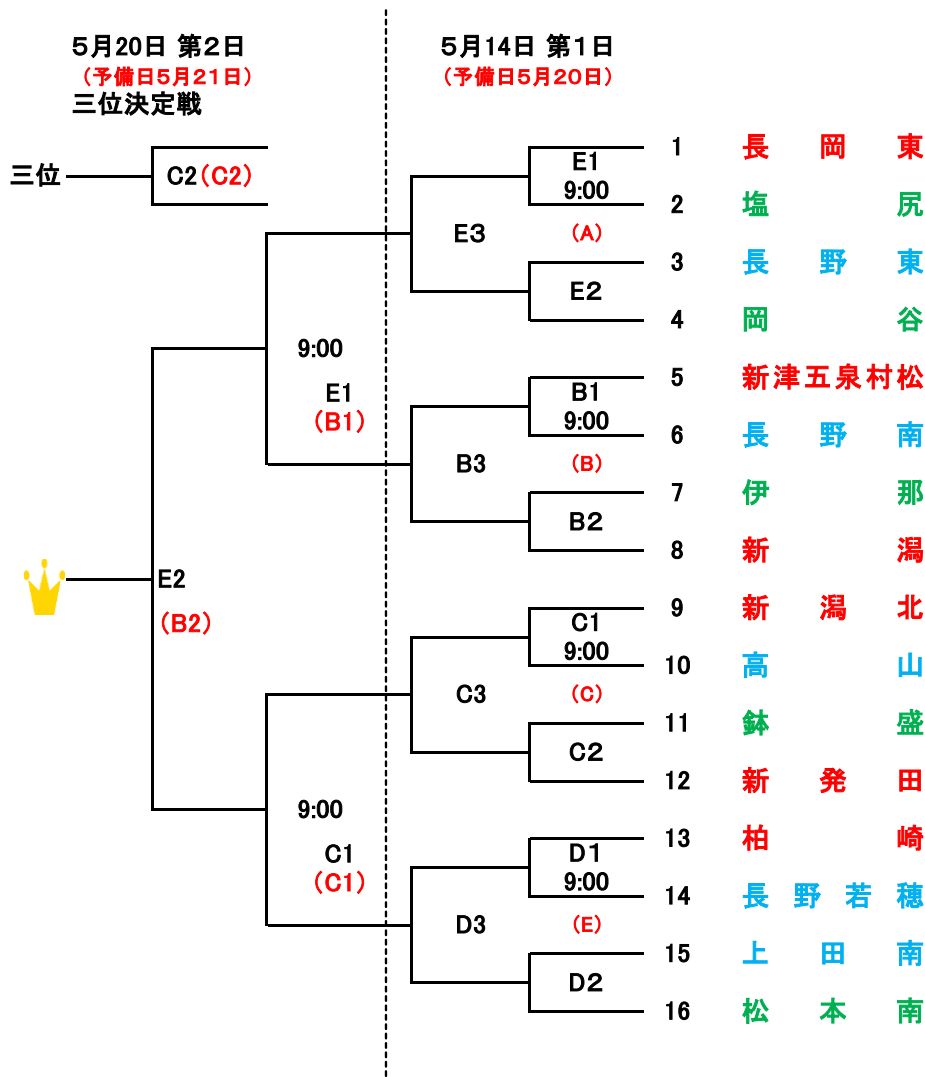 5月20日 第2日
(予備日5月21日)
三位決定戦
三位
C2(C2)
9:00
E1
(B1)
E2
(B2)
9:00
C1
(C1)
5月14日 第1日
(予備日5月20日)
E1
9:00
(A)
E2
E3
B1
9:00
(B)
B2
B3
C1
9:00
(C)
C2
C3
D1
9:00
(E)
D2
D3
1 長岡東
2 塩尻
3 長野東
4 岡谷
5 新津五泉村松
6 長野南
7 伊那
8 新潟
9 新潟北
10 高山
11 鉢盛
12 新発田
13 柏崎
14 長野若穂
15 上田南
16 松本南